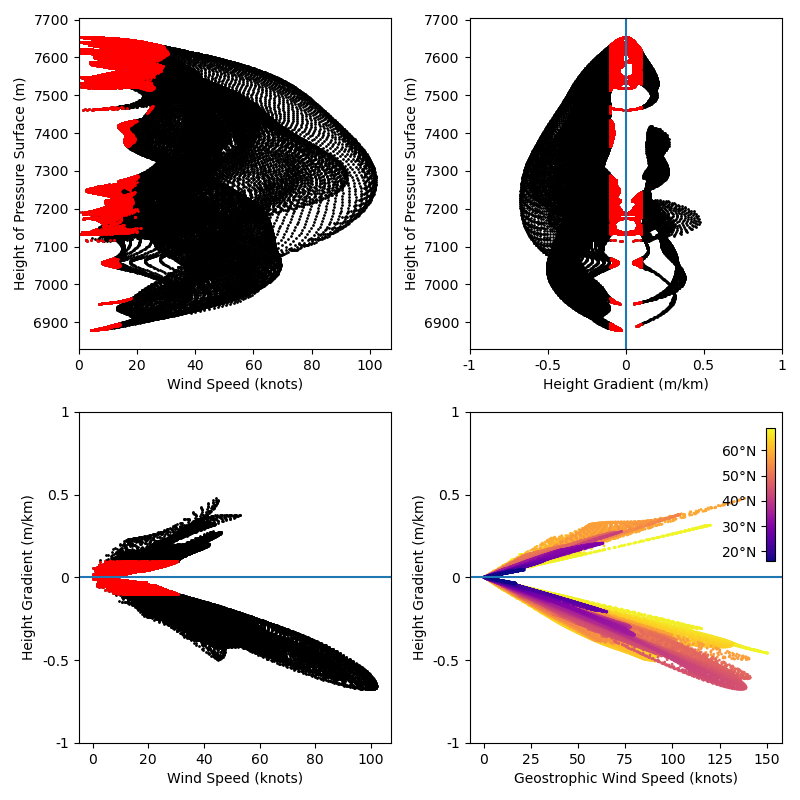 7700
7600
7500
7400
7300
7200
7100
7000
6900
Height of Pressure Surface (m)
0 20 40 60 80 100
Wind Speed (knots)
7700
7600
7500
7400
7300
7200
7100
7000
6900
Height of Pressure Surface (m)
-1 -0.5 0 0.5 1
Height Gradient (m/km)
1
0.5
0
-0.5
-1
Height Gradient (m/km)
0 20 40 60 80 100
Wind Speed (knots)
1
0.5
0
-0.5
-1
Height Gradient (m/km)
60°N
50°N
40°N
30°N
20°N
0 25 50 75 100 125 150
Geostrophic Wind Speed (knots)